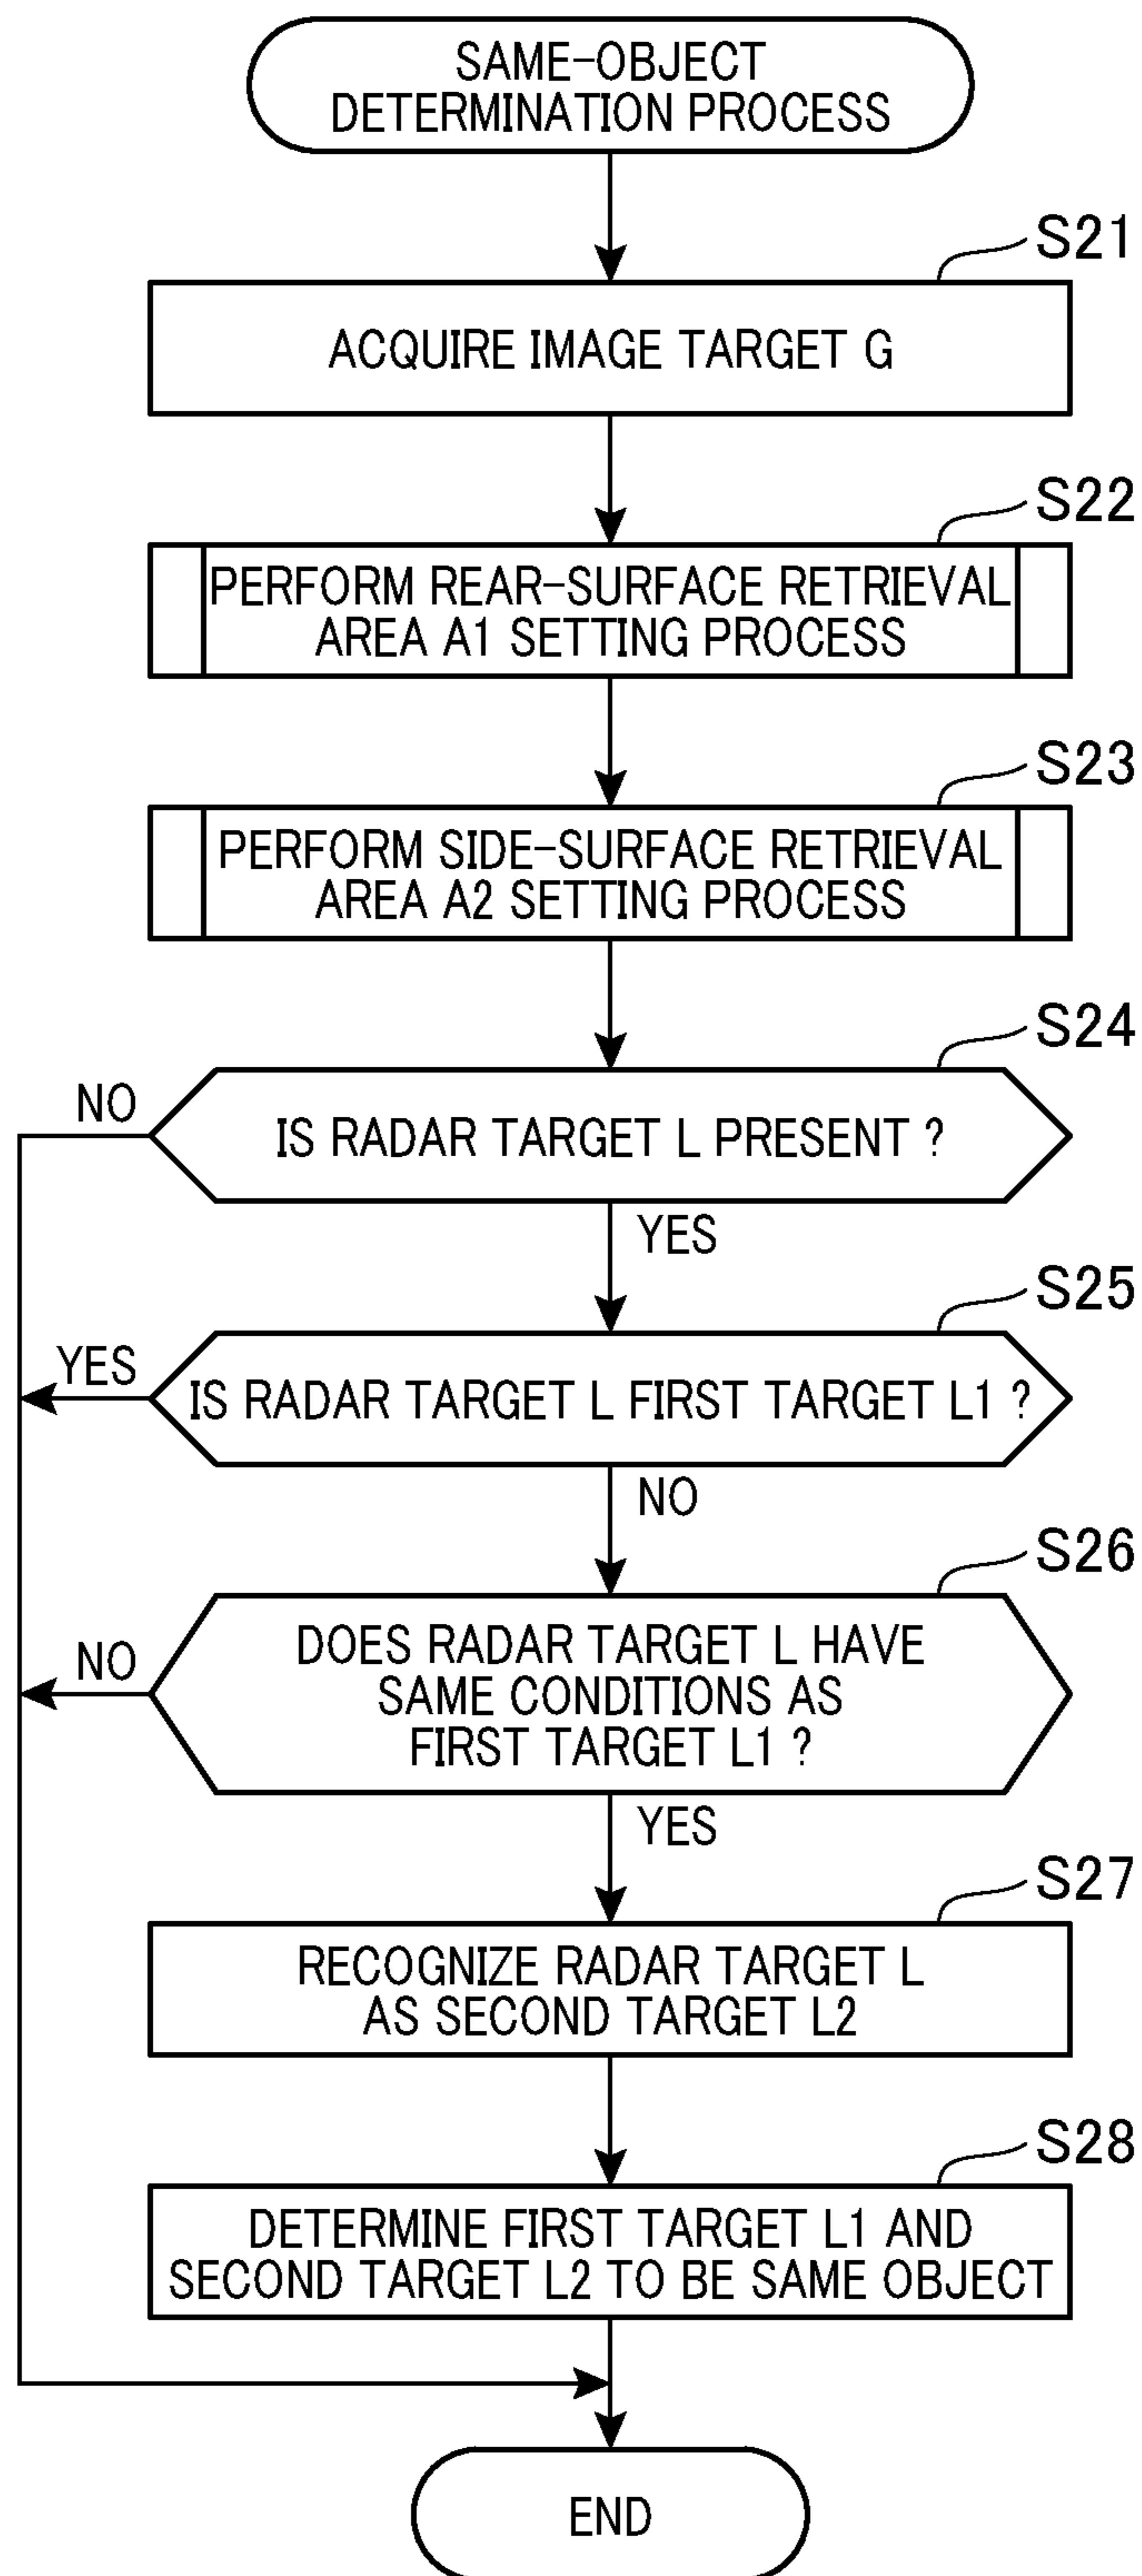 SAME-OBJECT
DETERMINATION PROCESS
S21
ACQUIRE IMAGE TARGET G
S22
PERFORM REAR-SURFACE RETRIEVAL
AREA A1 SETTING PROCESS
S23
PERFORM SIDE-SURFACE RETRIEVAL
AREA A2 SETTING PROCESS
S24
NO
IS RADAR TARGET L PRESENT ?
YES
S25
YES
IS RADAR TARGET L FIRST TARGET L1 ?
NO
S26
NO
DOES RADAR TARGET L HAVE
SAME CONDITIONS AS
FIRST TARGET L1 ?
YES
S27
RECOGNIZE RADAR TARGET L
AS SECOND TARGET L2
S28
DETERMINE FIRST TARGET L1 AND
SECOND TARGET L2 TO BE SAME OBJECT
END